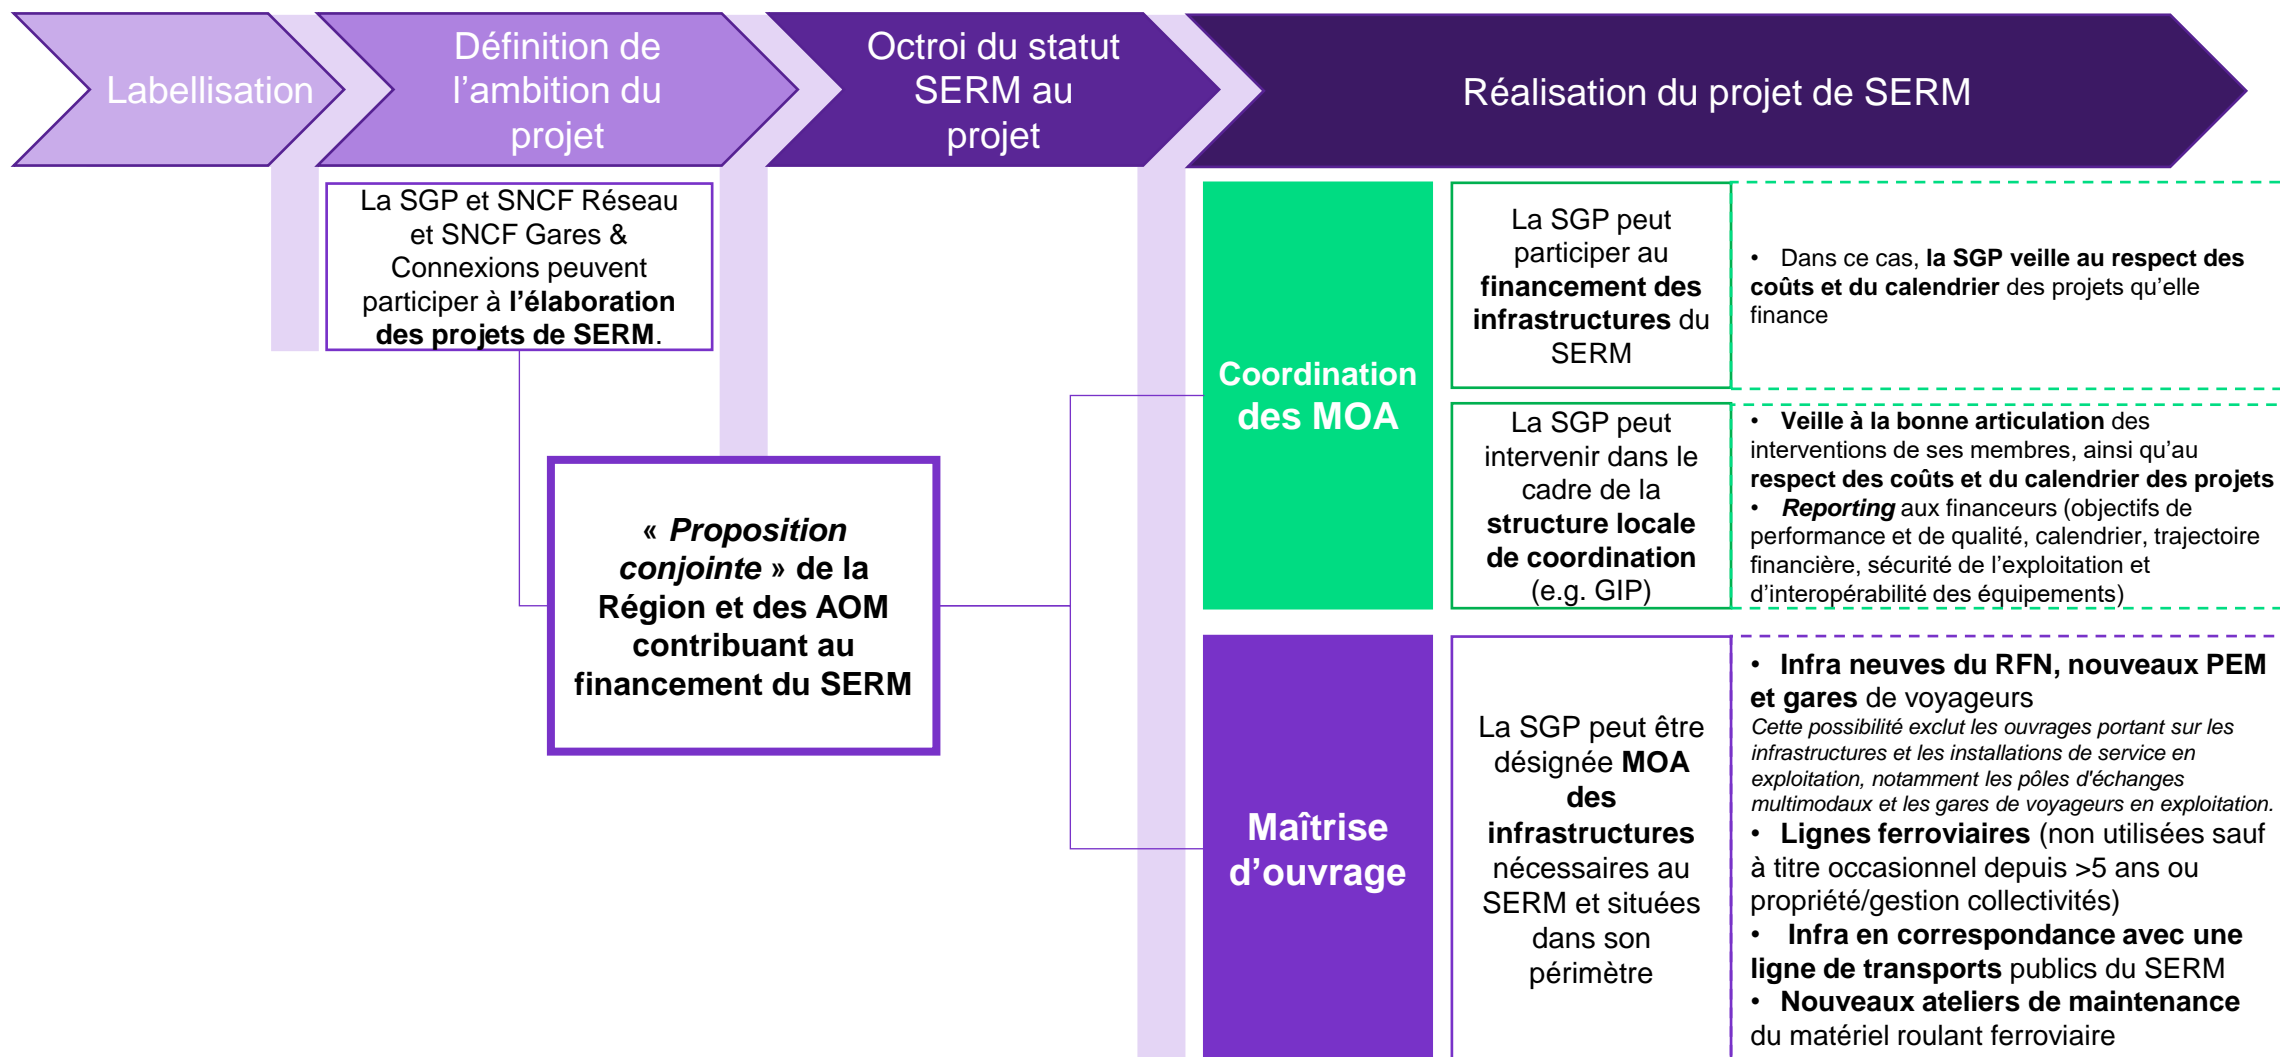 Labellisation
Définition de
l’ambition du
projet
Octroi du statut
SERM au
projet
Réalisation du projet de SERM
La SGP et SNCF Réseau
et SNCF Gares &
Connexions peuvent
participer à l’élaboration
des projets de SERM.
« Proposition
conjointe » de la
Région et des AOM
contribuant au
financement du SERM
Coordination
des MOA
La SGP peut
participer au
financement des
infrastructures du
SERM
• Dans ce cas, la SGP veille au respect des
coûts et du calendrier des projets qu’elle
finance
La SGP peut
intervenir dans le
cadre de la
structure locale
de coordination
(e.g. GIP)
• Veille à la bonne articulation des
interventions de ses membres, ainsi qu’au
respect des coûts et du calendrier des projets
• Reporting aux financeurs (objectifs de
performance et de qualité, calendrier, trajectoire
financière, sécurité de l’exploitation et
d’interopérabilité des équipements)
Maîtrise
d’ouvrage
La SGP peut être
désignée MOA
des
infrastructures
nécessaires au
SERM et situées
dans son
périmètre
• Infra neuves du RFN, nouveaux PEM
et gares de voyageurs
Cette possibilité exclut les ouvrages portant sur les
infrastructures et les installations de service en
exploitation, notamment les pôles d'échanges
multimodaux et les gares de voyageurs en exploitation.
• Lignes ferroviaires (non utilisées sauf
à titre occasionnel depuis >5 ans ou
propriété/gestion collectivités)
• Infra en correspondance avec une
ligne de transports publics du SERM
• Nouveaux ateliers de maintenance
du matériel roulant ferroviaire